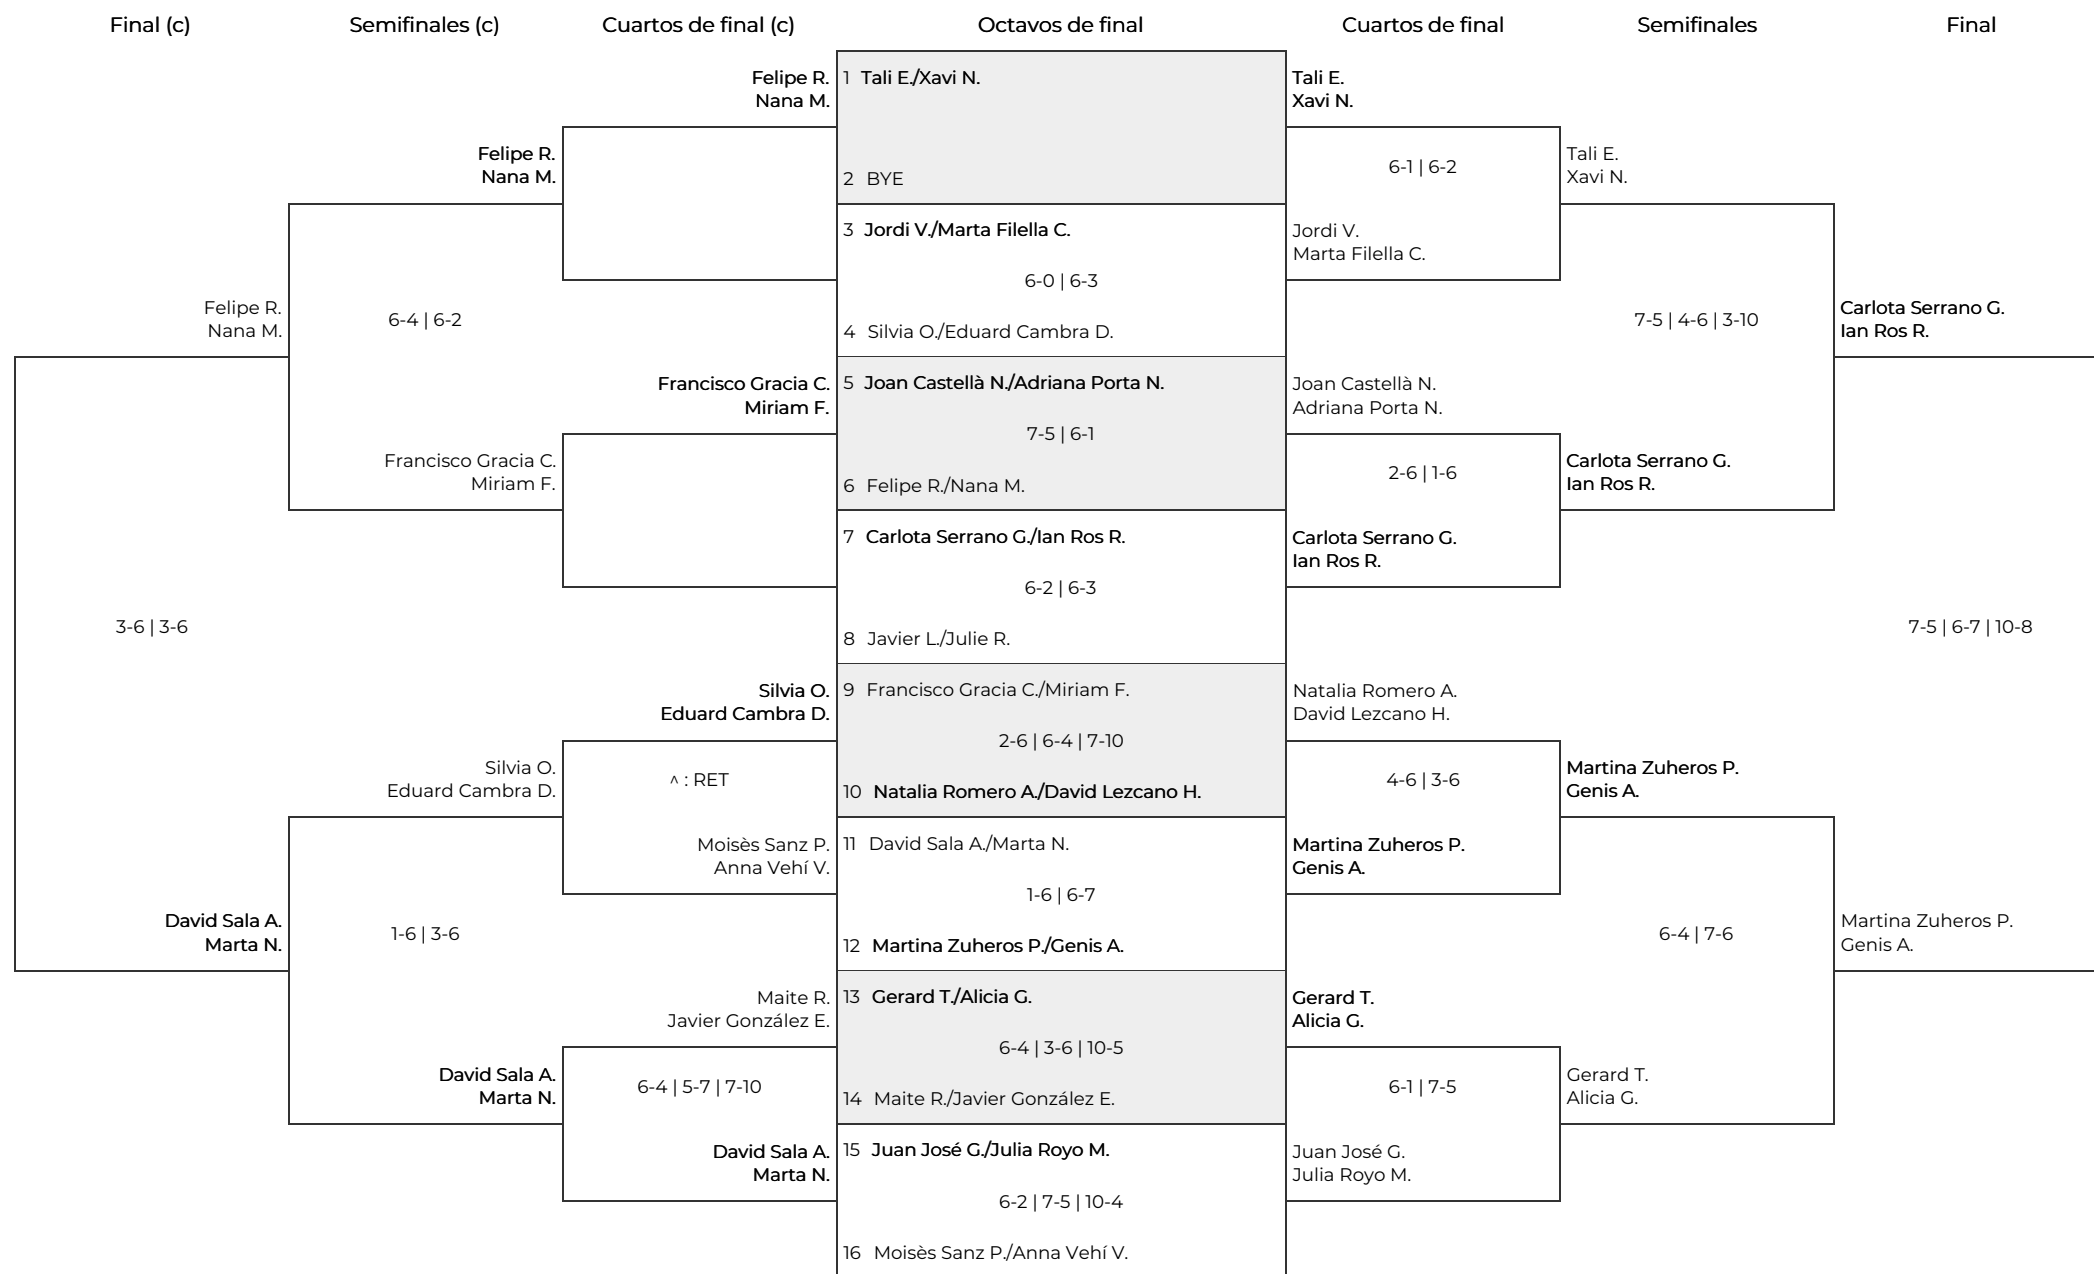 Final (c)
Semifinales (c)
Cuartos de final (c)
Octavos de final
Cuartos de final
Semifinales
Final
Felipe R.
Nana M.
3-6 | 3-6
David Sala A.
Marta N.
Felipe R.
Nana M.
6-4 | 6-2
Francisco Gracia C.
Miriam F.
Silvia O.
Eduard Cambra D.
1-6 | 3-6
David Sala A.
Marta N.
Felipe R.
Nana M.
Francisco Gracia C.
Miriam F.
Silvia O.
Eduard Cambra D.
^ : RET
Moisès Sanz P.
Anna Vehí V.
Maite R.
Javier González E.
6-4 | 5-7 | 7-10
David Sala A.
Marta N.
1 Tali E./Xavi N.
2 BYE
3 Jordi V./Marta Filella C.
6-0 | 6-3
4 Silvia O./Eduard Cambra D.
5 Joan Castellà N./Adriana Porta N.
7-5 | 6-1
6 Felipe R./Nana M.
7 Carlota Serrano G./Ian Ros R.
6-2 | 6-3
8 Javier L./Julie R.
9 Francisco Gracia C./Miriam F.
2-6 | 6-4 | 7-10
10 Natalia Romero A./David Lezcano H.
11 David Sala A./Marta N.
1-6 | 6-7
12 Martina Zuheros P./Genis A.
13 Gerard T./Alicia G.
6-4 | 3-6 | 10-5
14 Maite R./Javier González E.
15 Juan José G./Julia Royo M.
6-2 | 7-5 | 10-4
16 Moisès Sanz P./Anna Vehí V.
Tali E.
Xavi N.
6-1 | 6-2
Jordi V.
Marta Filella C.
Joan Castellà N.
Adriana Porta N.
2-6 | 1-6
Carlota Serrano G.
Ian Ros R.
Natalia Romero A.
David Lezcano H.
4-6 | 3-6
Martina Zuheros P.
Genis A.
Gerard T.
Alicia G.
6-1 | 7-5
Juan José G.
Julia Royo M.
Tali E.
Xavi N.
7-5 | 4-6 | 3-10
Carlota Serrano G.
Ian Ros R.
Martina Zuheros P.
Genis A.
6-4 | 7-6
Gerard T.
Alicia G.
Carlota Serrano G.
Ian Ros R.
7-5 | 6-7 | 10-8
Martina Zuheros P.
Genis A.